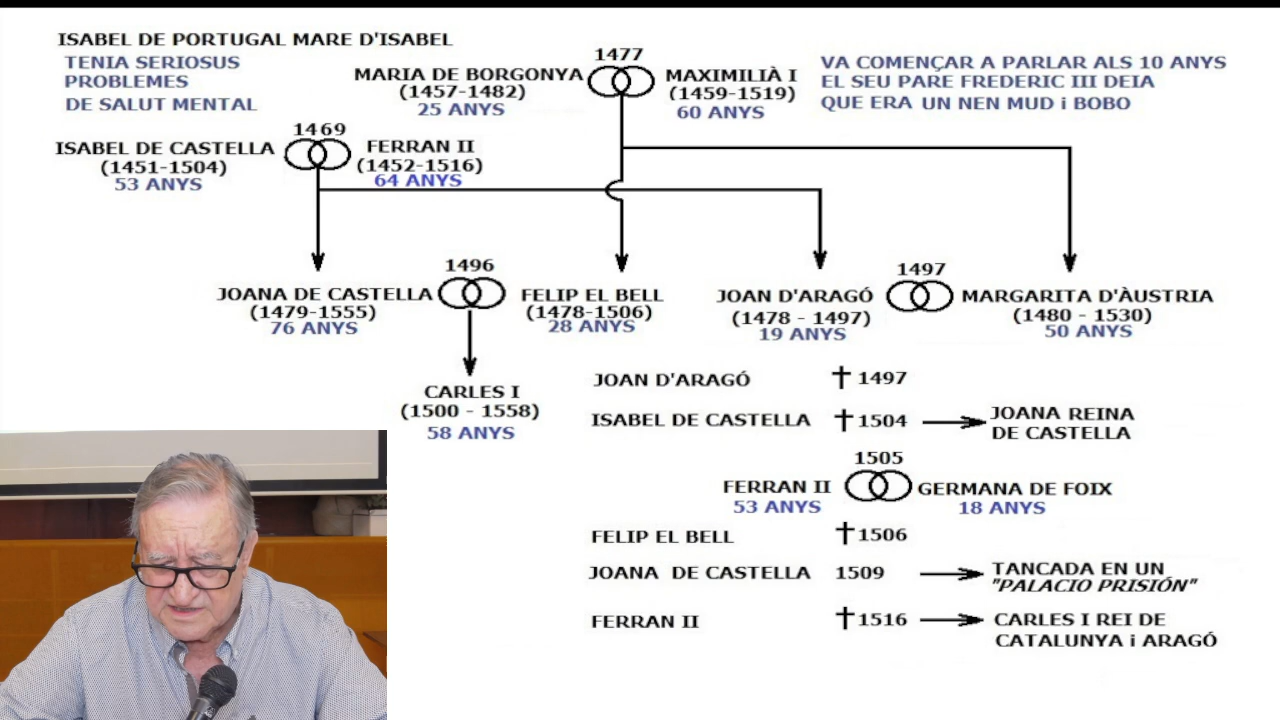 ISABEL DE PORTUGAL MARE D'ISABEL
TENIA SERIOSUS
PROBLEMES
DE SALUT MENTAL
1477
MARIA DE BORGONYA
(1457-1482)
25 ANYS
MAXIMILIÀ I
(1459-1519)
60 ANYS
VA COMENÇAR A PARLAR ALS 10 ANYS
EL SEU PARE FREDERIC III DEIA
QUE ERA UN NEN MUD i BOBO
1469
ISABEL DE CASTELLA
(1451-1504)
53 ANYS
FERRAN II
(1452-1516)
64 ANYS
1496
JOANA DE CASTELLA
(1479-1555)
76 ANYS
FELIP EL BELL
(1478-1506)
28 ANYS
1497
JOAN D'ARAGÓ
(1478 - 1497)
19 ANYS
MARGARITA D'ÀUSTRIA
(1480 - 1530)
50 ANYS
CARLES I
(1500 - 1558)
58 ANYS
JOAN D'ARAGÓ 1497
ISABEL DE CASTELLA 1504 JOANA REINA
DE CASTELLA
1505
FERRAN II
53 ANYS
GERMANA DE FOIX
18 ANYS
FELIP EL BELL 1506
JOANA DE CASTELLA 1509 TANCADA EN UN
"PALACIO PRISIÓN"
FERRAN II 1516 CARLES I REI DE
CATALUNYA i ARAGÓ